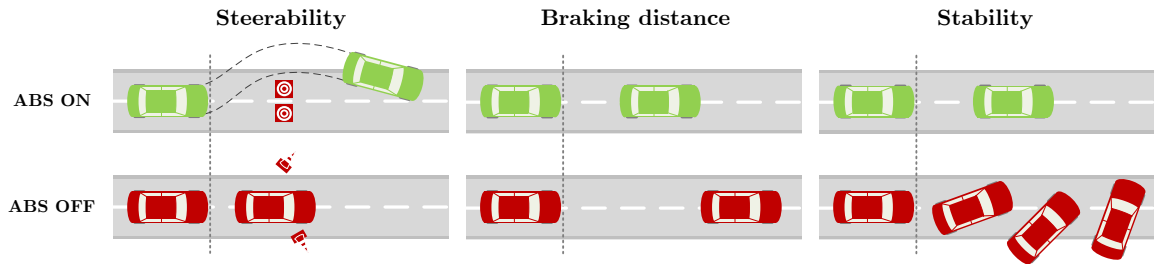 Steerability
Braking distance
Stability
ABS ON
ABS OFF